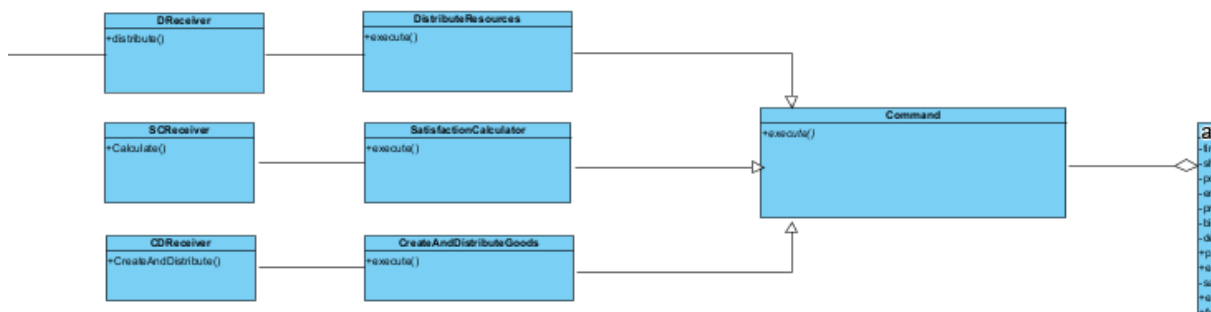 DReceiver
+distribute()
DistributeResources
+execute()
SCReceiver
+Calculate()
SatisfactionCalculator
+execute()
CDReceiver
+CreateAndDistribute()
CreateAndDistributeGoods
+execute()
Command
+execute()